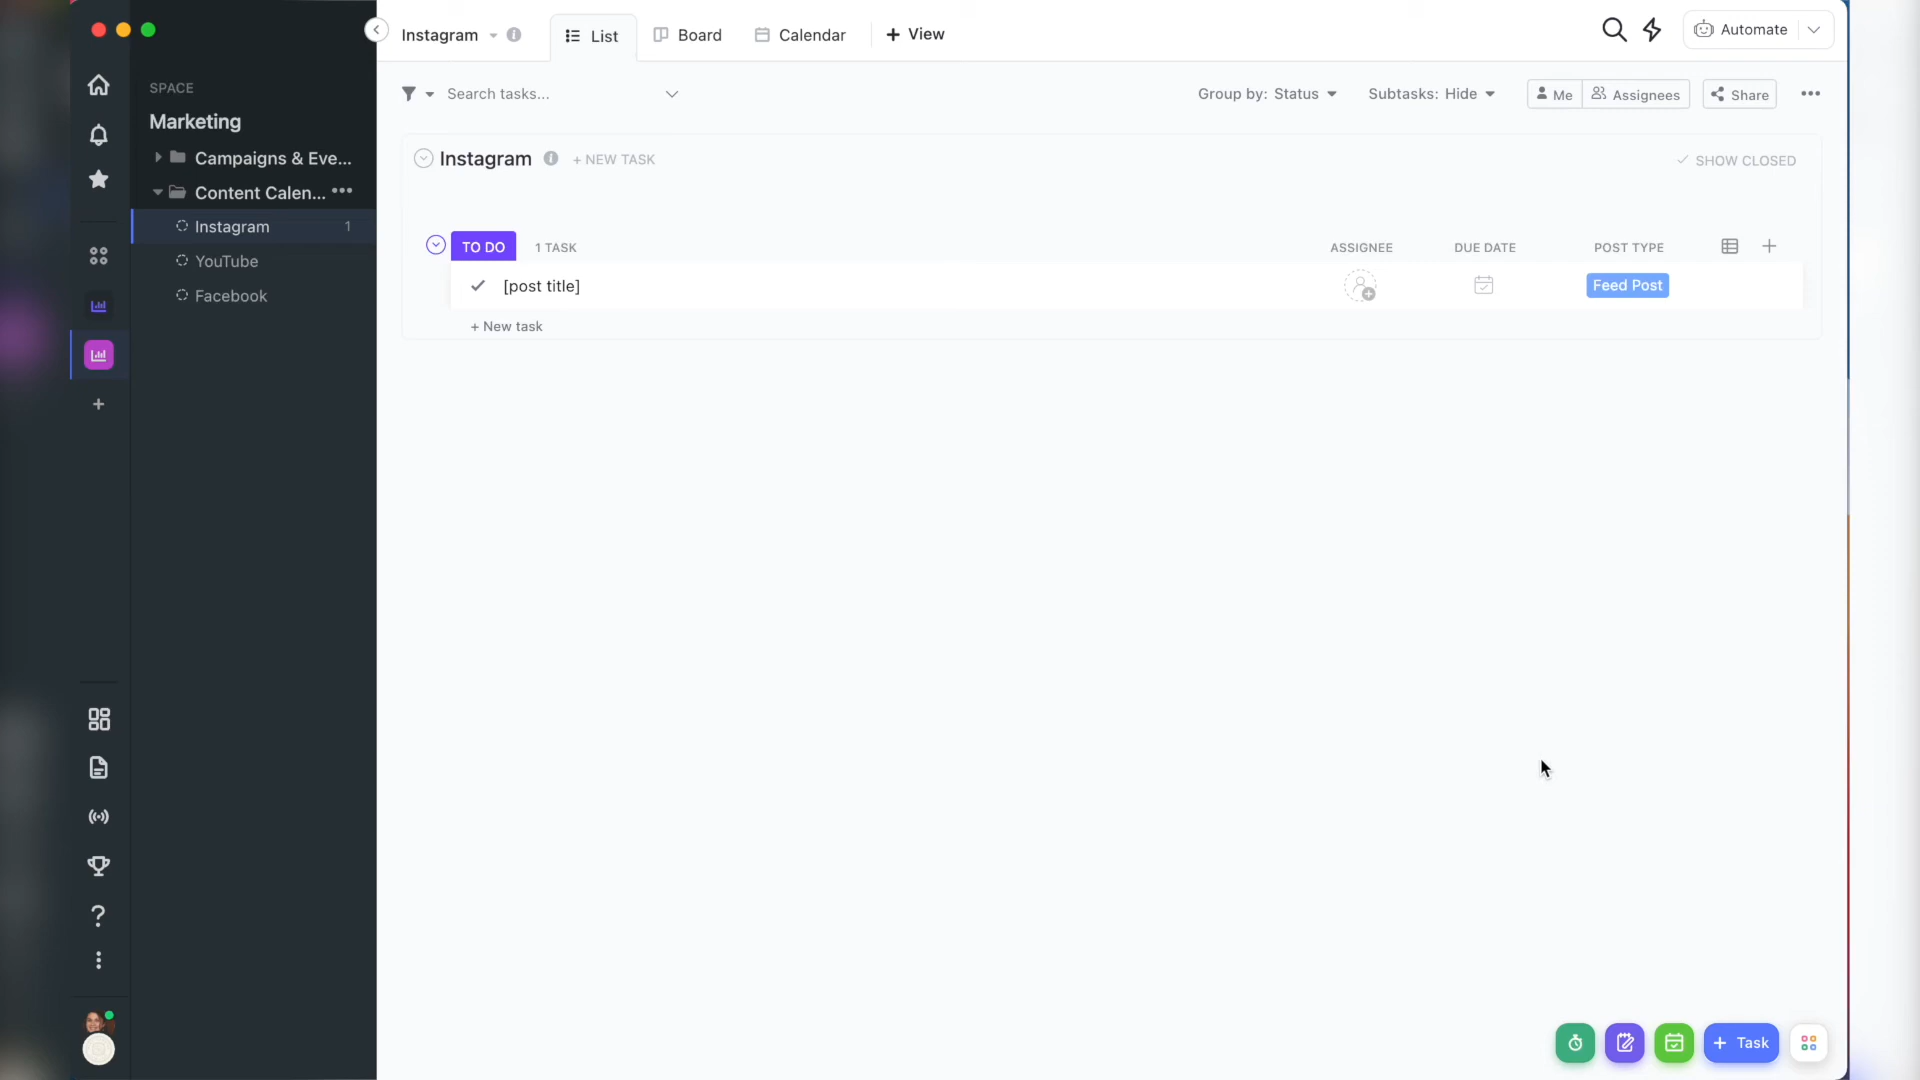 Instagram
List
Board
Calendar
+ View
Automate
SPACE
Marketing
Campaigns & Eve...
Content Calen...
Instagram 1
YouTube
Facebook
Search tasks...
Group by: Status
Subtasks: Hide
Me
Assignees
Share
Instagram
+ NEW TASK
SHOW CLOSED
TO DO
1 TASK
ASSIGNEE
DUE DATE
POST TYPE
[post title]
Feed Post
+ New task
+ Task